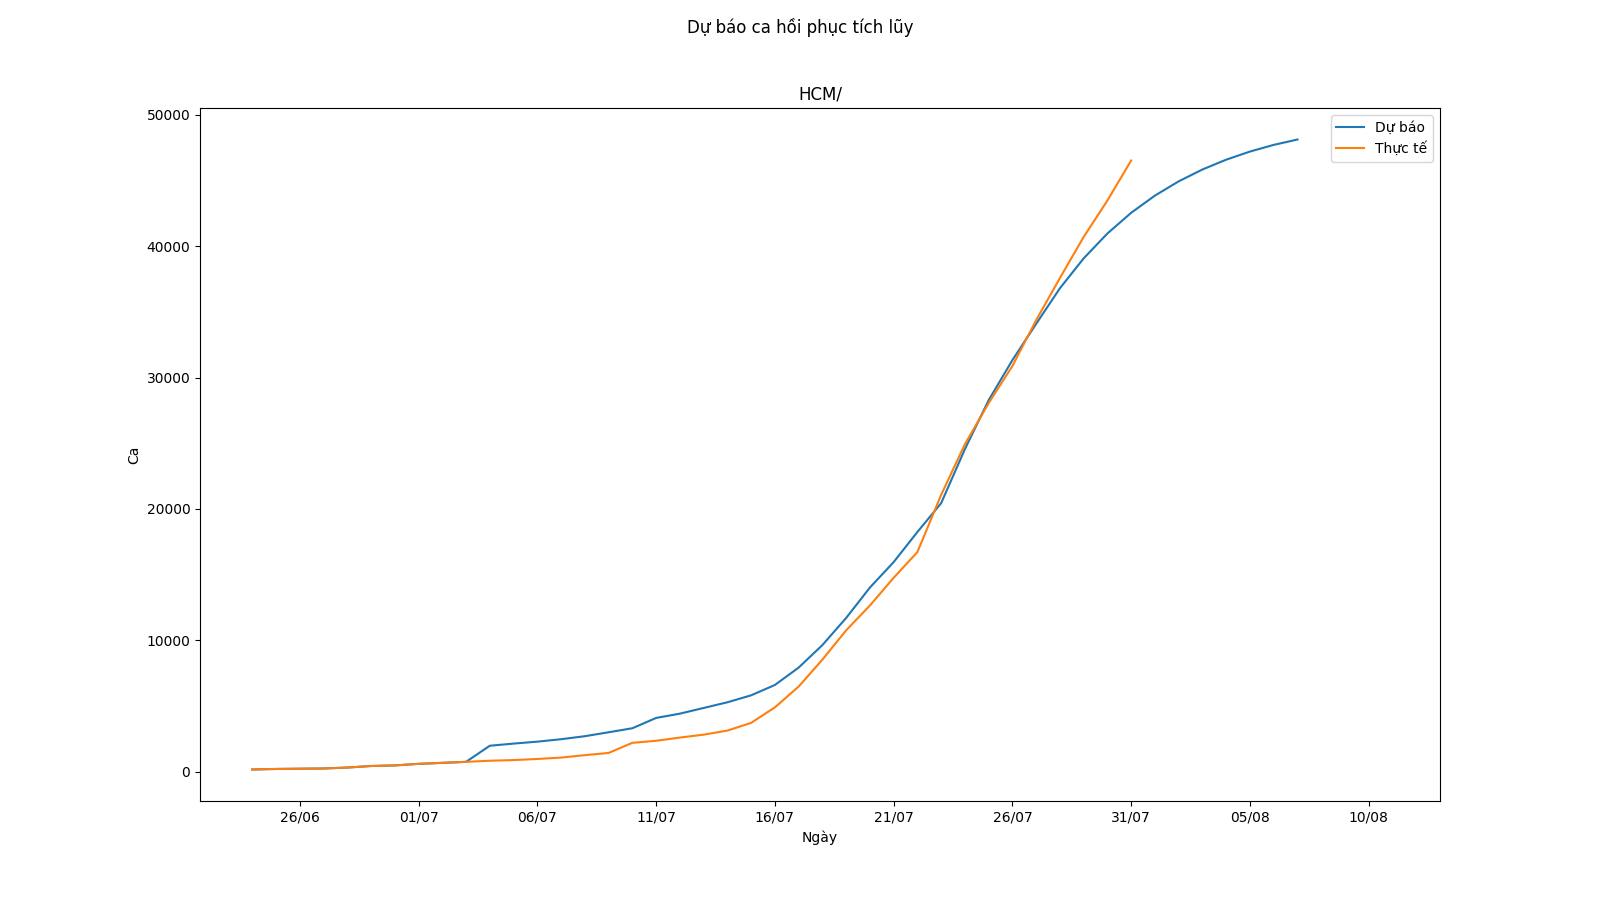 Dự báo ca hồi phục tích lũy
HCM/
50000
40000
30000
20000
10000
0
Ca
Dự báo
Thực tế
26/06
01/07
06/07
11/07
16/07
21/07
26/07
31/07
05/08
10/08
Ngày